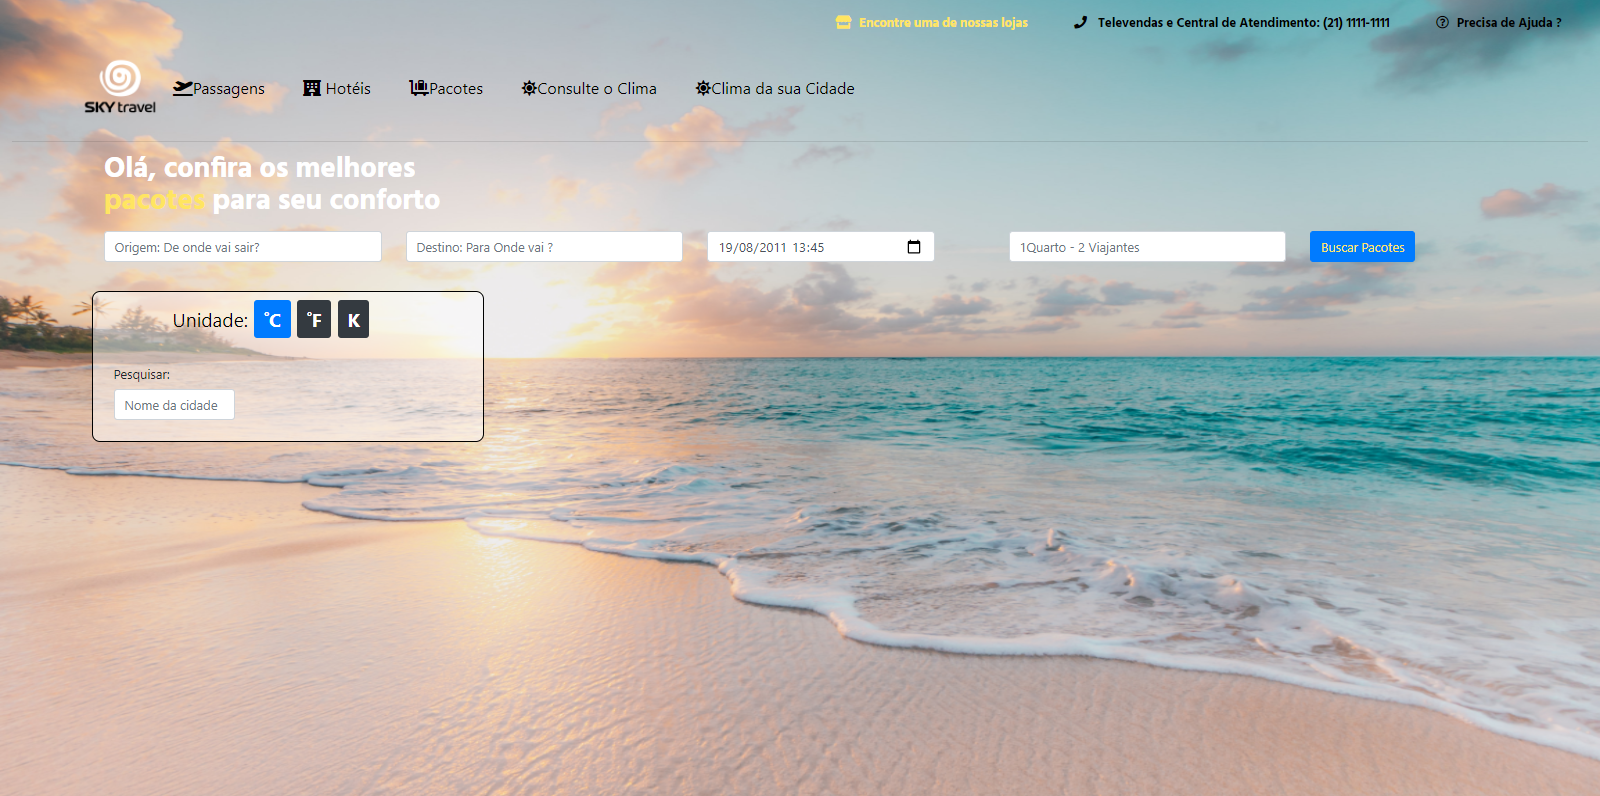 Encontre uma de nossas lojas
Televendas e Central de Atendimento: (21) 1111-1111
Precisa de Ajuda ?
SKY travel
Passagens
Hotéis
Pacotes
Consulte o Clima
Clima da sua Cidade
Olá, confira os melhores
pacotes para seu conforto
Origem: De onde vai sair?
Destino: Para Onde vai ?
19/08/2011 13:45
1Quarto - 2 Viajantes
Buscar Pacotes
Unidade: °C °F K
Pesquisar:
Nome da cidade